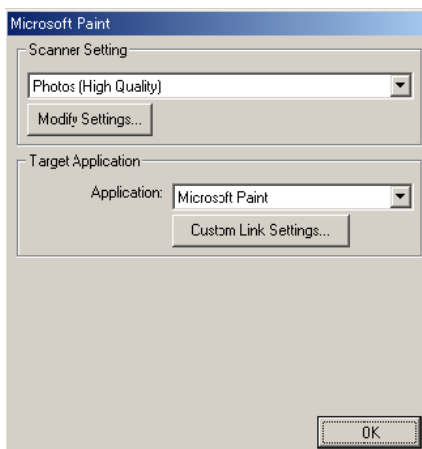 Microsoft Paint
Scanner Setting
Photos (High Quality)
Modify Settings...
Target Application
Application: Microsoft Paint
Custom Link Settings...
OK